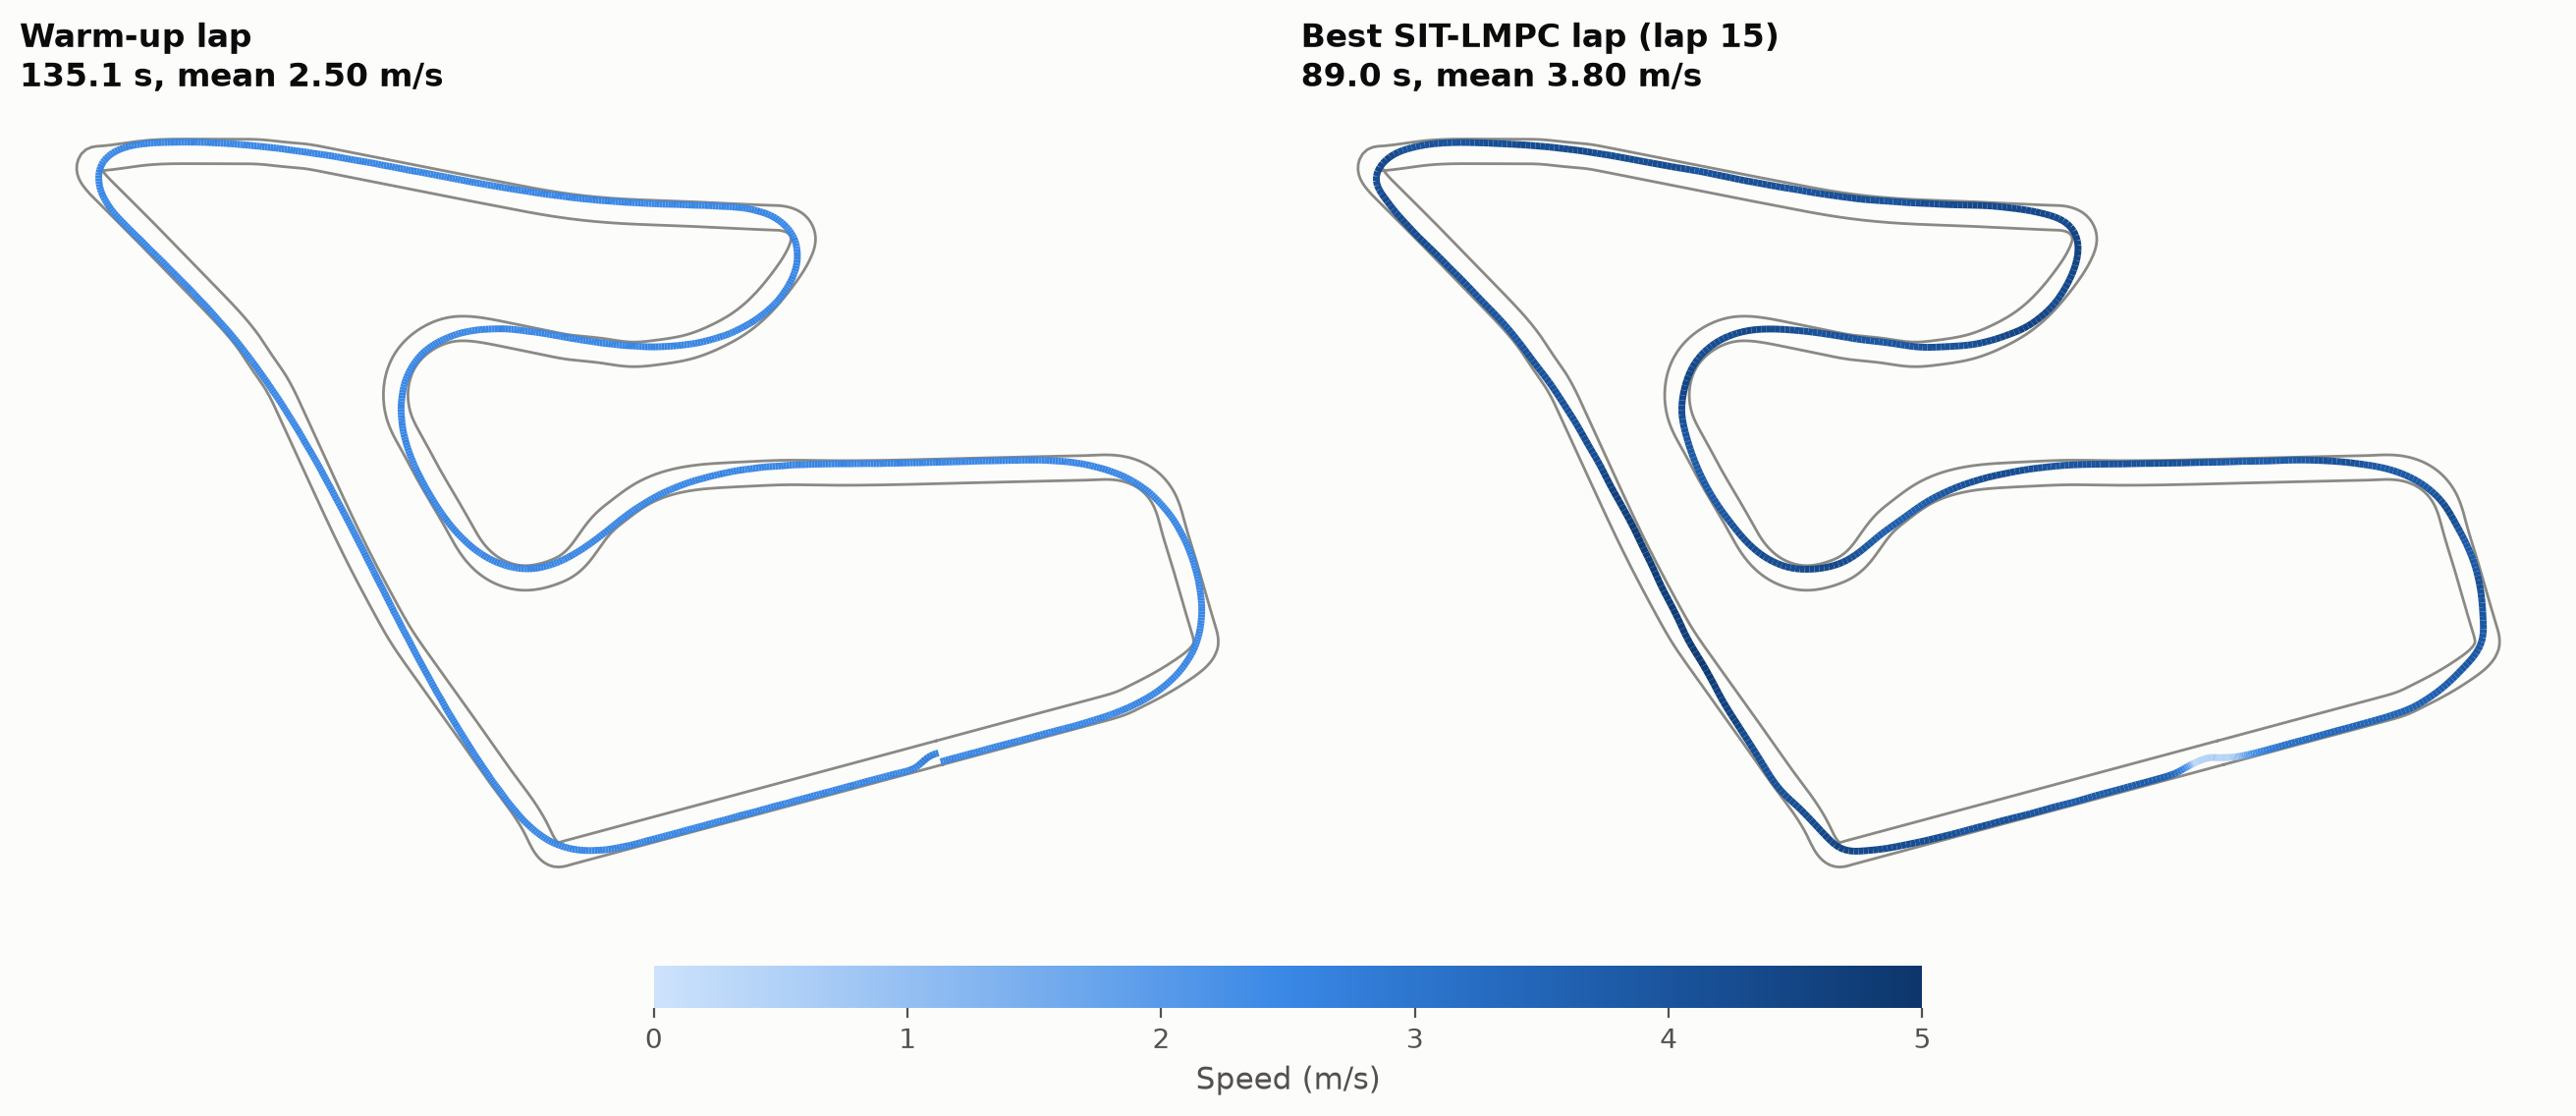 Warm-up lap
135.1 s, mean 2.50 m/s
Best SIT-LMPC lap (lap 15)
89.0 s, mean 3.80 m/s
0 1 2 3 4 5
Speed (m/s)